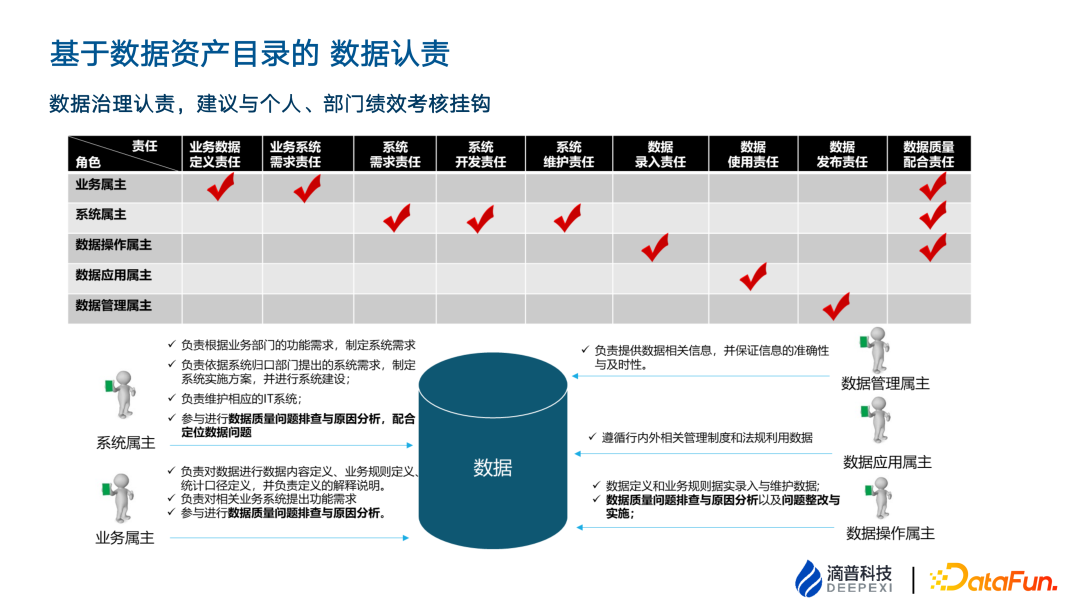 基于数据资产目录的 数据认责
数据治理认责，建议与个人、部门绩效考核挂钩
责任
角色
业务数据
定义责任
业务系统
需求责任
系统
需求责任
系统
开发责任
系统
维护责任
数据
录入责任
数据
使用责任
数据
发布责任
数据质量
配合责任
业务属主
系统属主
数据操作属主
数据应用属主
数据管理属主
负责根据业务部门的功能需求，制定系统需求
负责依据系统归口部门提出的系统需求，制定
系统实施方案，并进行系统建设；
负责维护相应的IT系统；
参与进行数据质量问题排查与原因分析，配合
定位数据问题
系统属主
负责对数据进行数据内容定义、业务规则定义、
统计口径定义，并负责定义的解释说明。
负责对相关业务系统提出功能需求
参与进行数据质量问题排查与原因分析。
业务属主
数据
负责提供数据相关信息，并保证信息的准确性
与及时性。
数据管理属主
遵循行内外相关管理制度和法规利用数据
数据应用属主
数据定义和业务规则据实录入与维护数据；
数据质量问题排查与原因分析以及问题整改与
实施；
数据操作属主
滴普科技
DEEPEXI
DataFun.